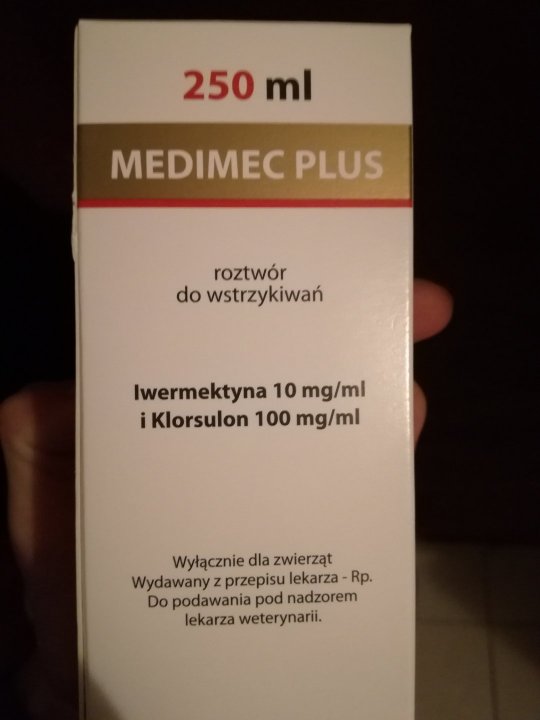 250 ml
MEDIMEC PLUS
roztwór
do wstrzykiwań
Iwermektyna 10 mg/ml
i Klorsulon 100 mg/ml
Wyłącznie dla zwierząt
Wydawany z przepisu lekarza - Rp.
Do podawania pod nadzorem
lekarza weterynarii.